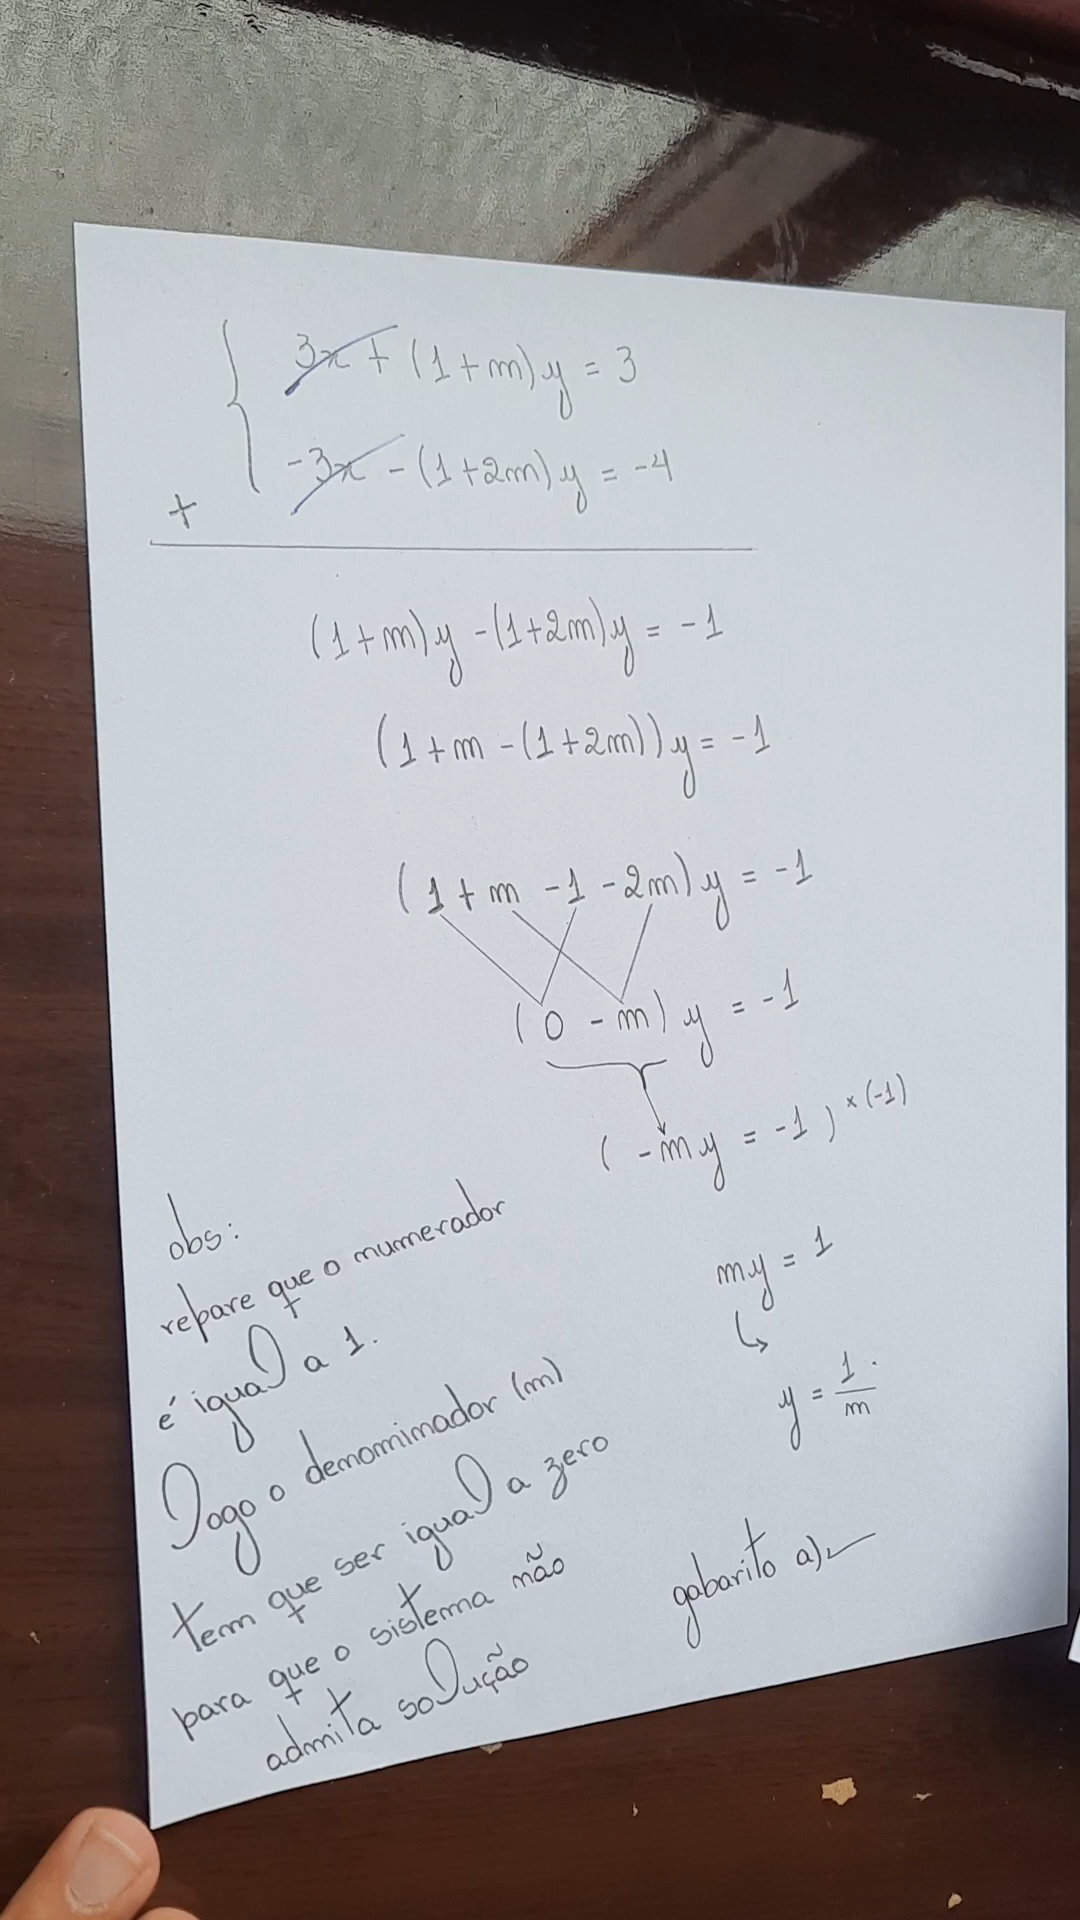 3x + (1+m)y = 3
-3x - (1+2m)y = -4
+
(1+m)y - (1+2m)y = -1
(1+m - (1+2m))y = -1
(1+m -1 -2m)y = -1
(0 - m)y = -1
(-my = -1) × (-1)
my = 1
↳
y = 1/m.
obs:
repare que o numerador
é igual a 1.
Logo o denominador (m)
tem que ser igual a zero
para que o sistema não
admita solução
gabarito a)